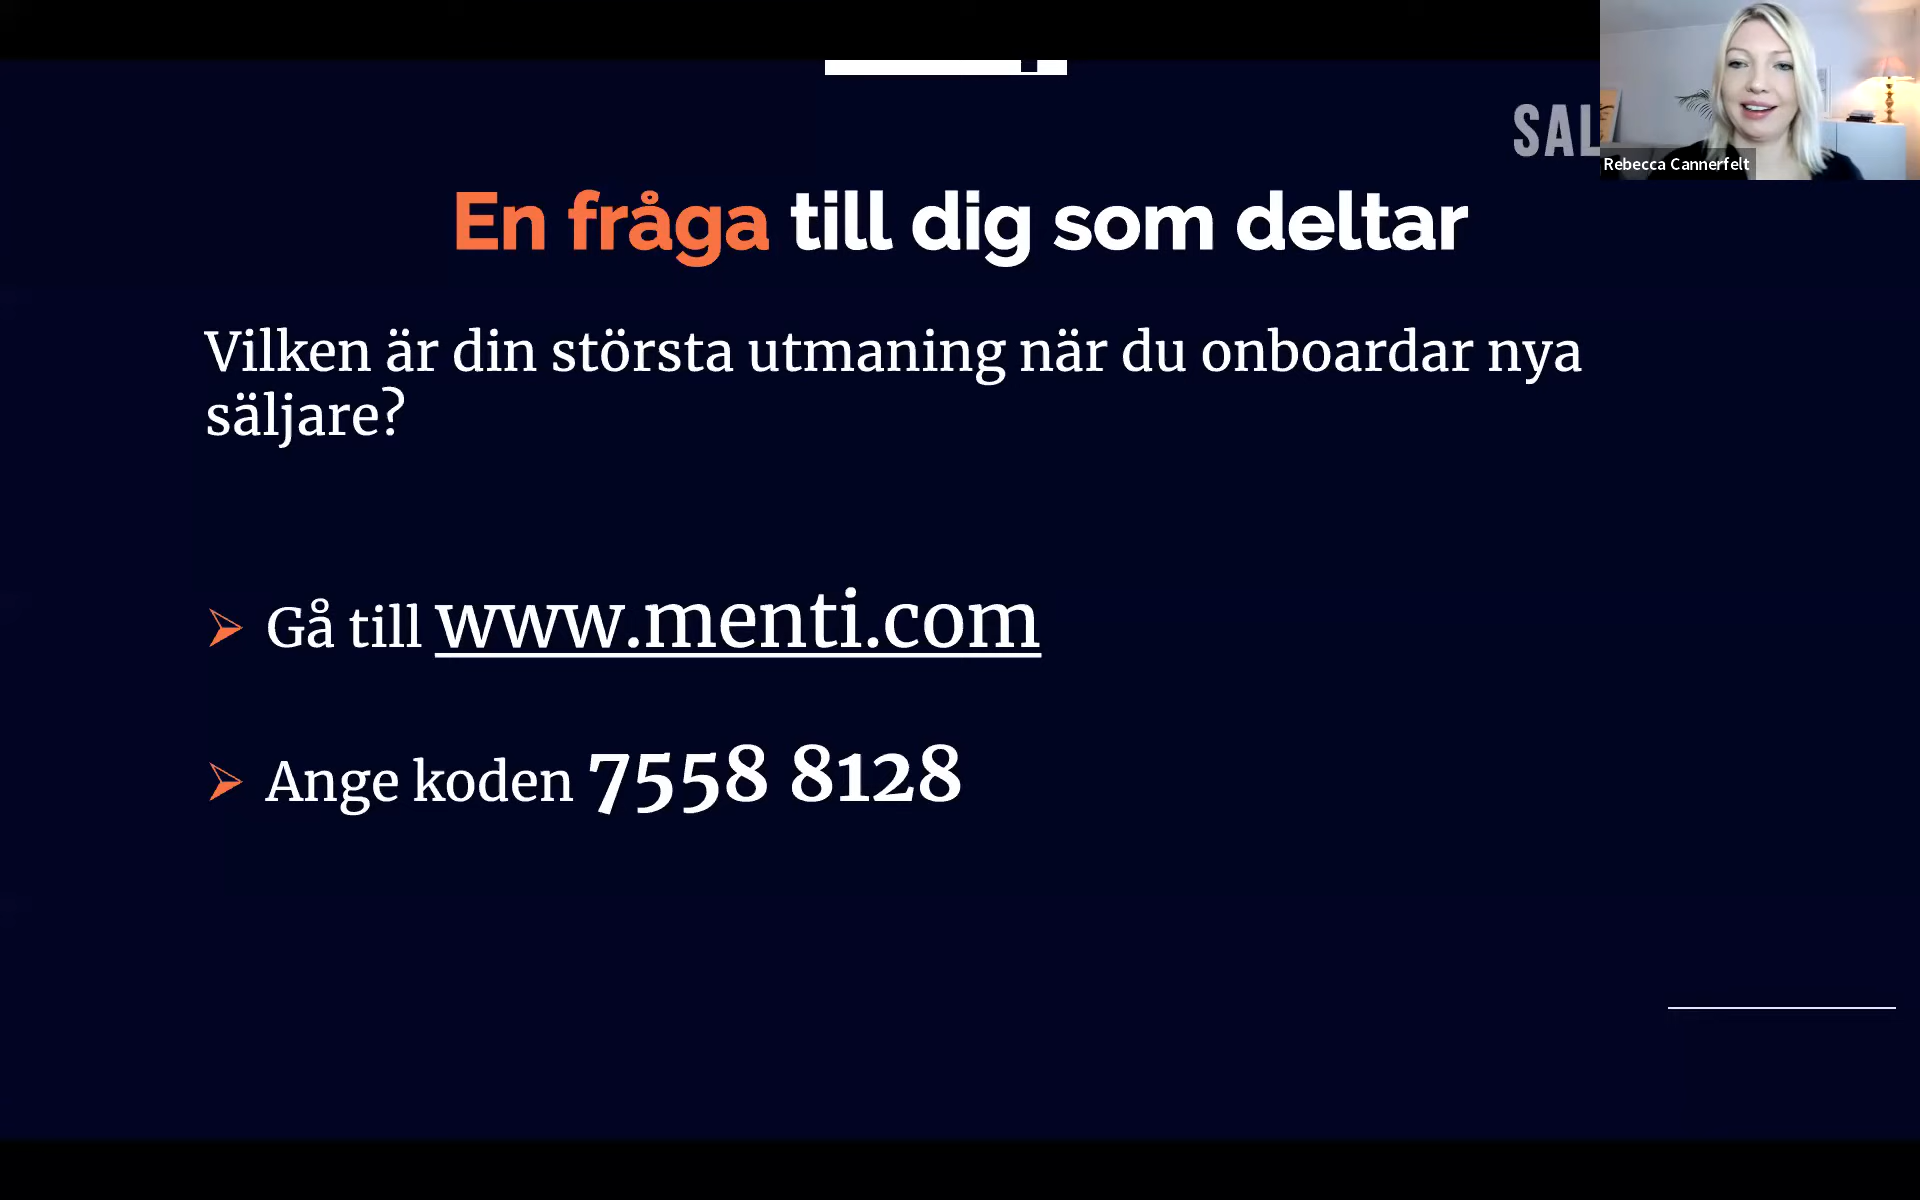 SAL
Rebecca Cannerfelt
En fråga till dig som deltar
Vilken är din största utmaning när du onboardar nya
säljare?
Gå till www.menti.com
Ange koden 7558 8128